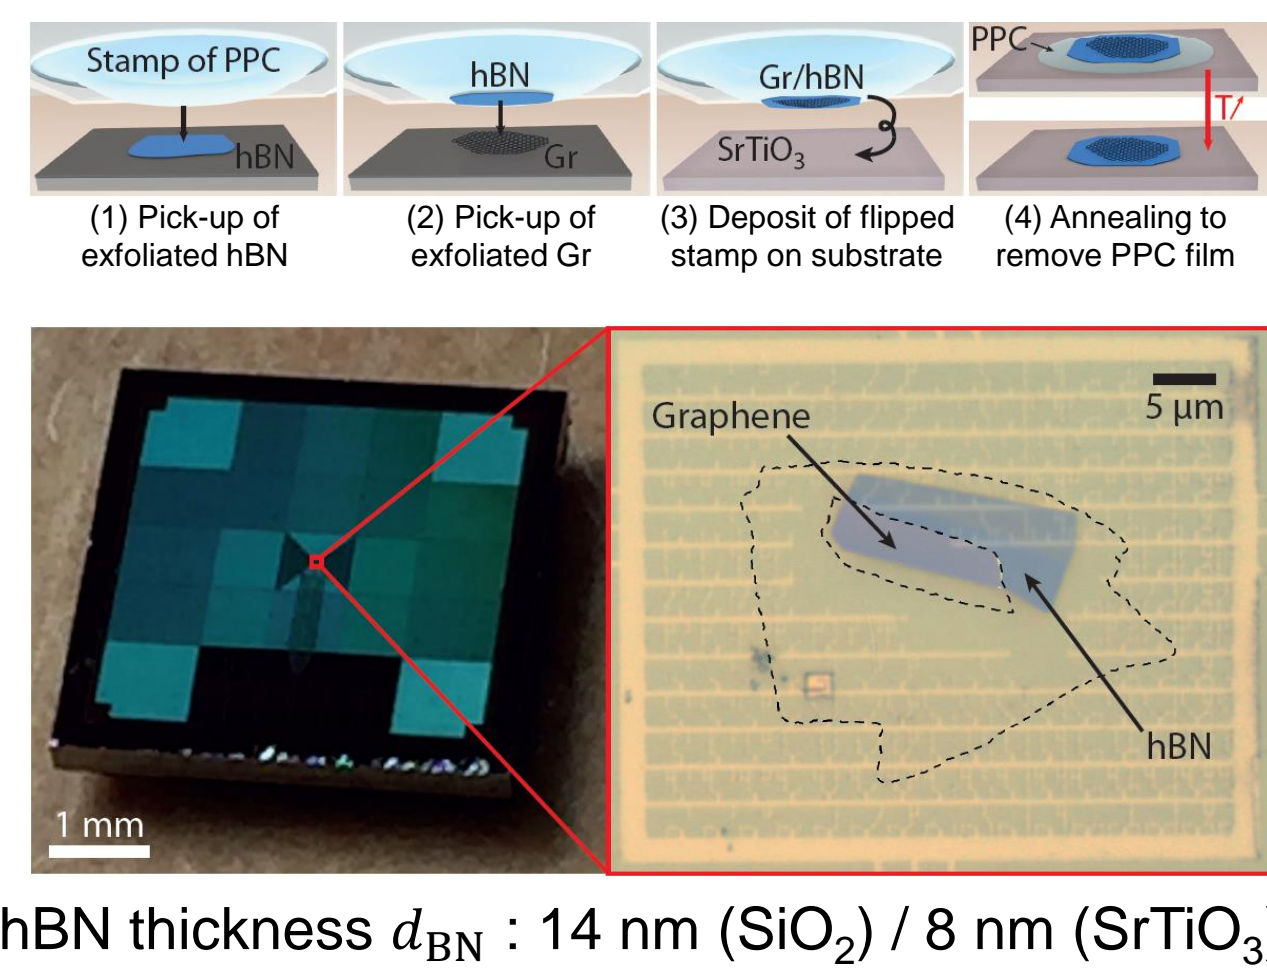 Stamp of PPC
hBN
hBN
Gr
Gr/hBN
SrTiO₃
PPC
T↗
(1) Pick-up of
exfoliated hBN
(2) Pick-up of
exfoliated Gr
(3) Deposit of flipped
stamp on substrate
(4) Annealing to
remove PPC film
1 mm
Graphene
5 µm
hBN
hBN thickness d_BN : 14 nm (SiO₂) / 8 nm (SrTiO₃)